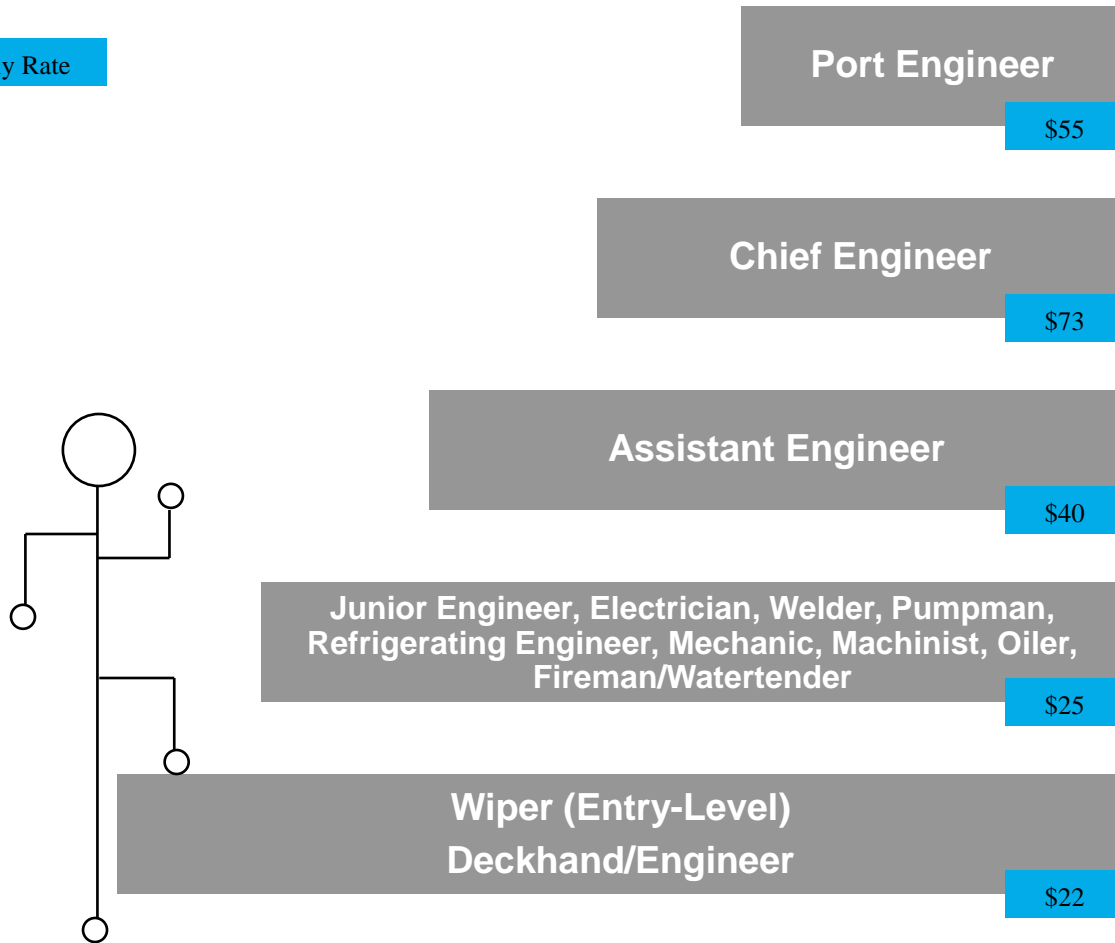 y Rate
Port Engineer
$55
Chief Engineer
$73
Assistant Engineer
$40
Junior Engineer, Electrician, Welder, Pumpman,
Refrigerating Engineer, Mechanic, Machinist, Oiler,
Fireman/Watertender
$25
Wiper (Entry-Level)
Deckhand/Engineer
$22